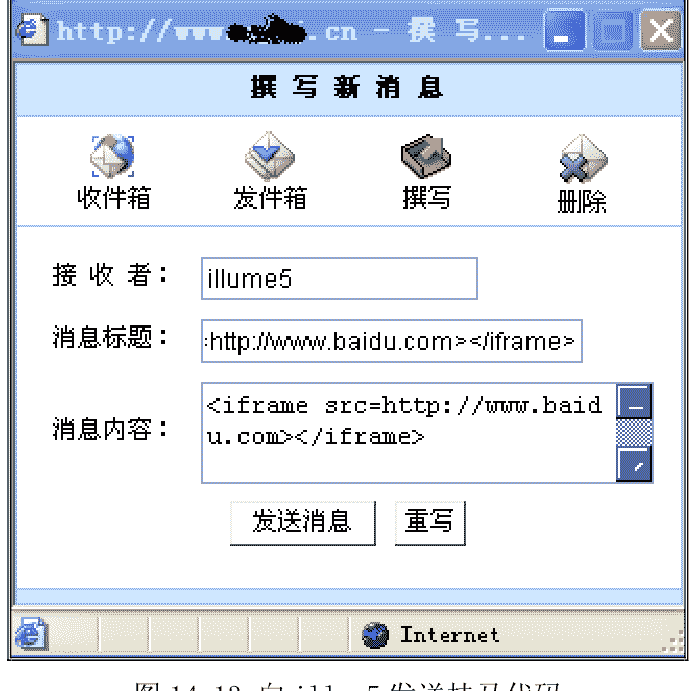 http://www. .cn - 撰 写...
撰 写 新 消 息
收件箱 发件箱 撰写 删除
接 收 者： illume5
消息标题： http://www.baidu.com></iframe>
消息内容： <iframe src=http://www.baid
u.com></iframe>
发送消息 重写
Internet